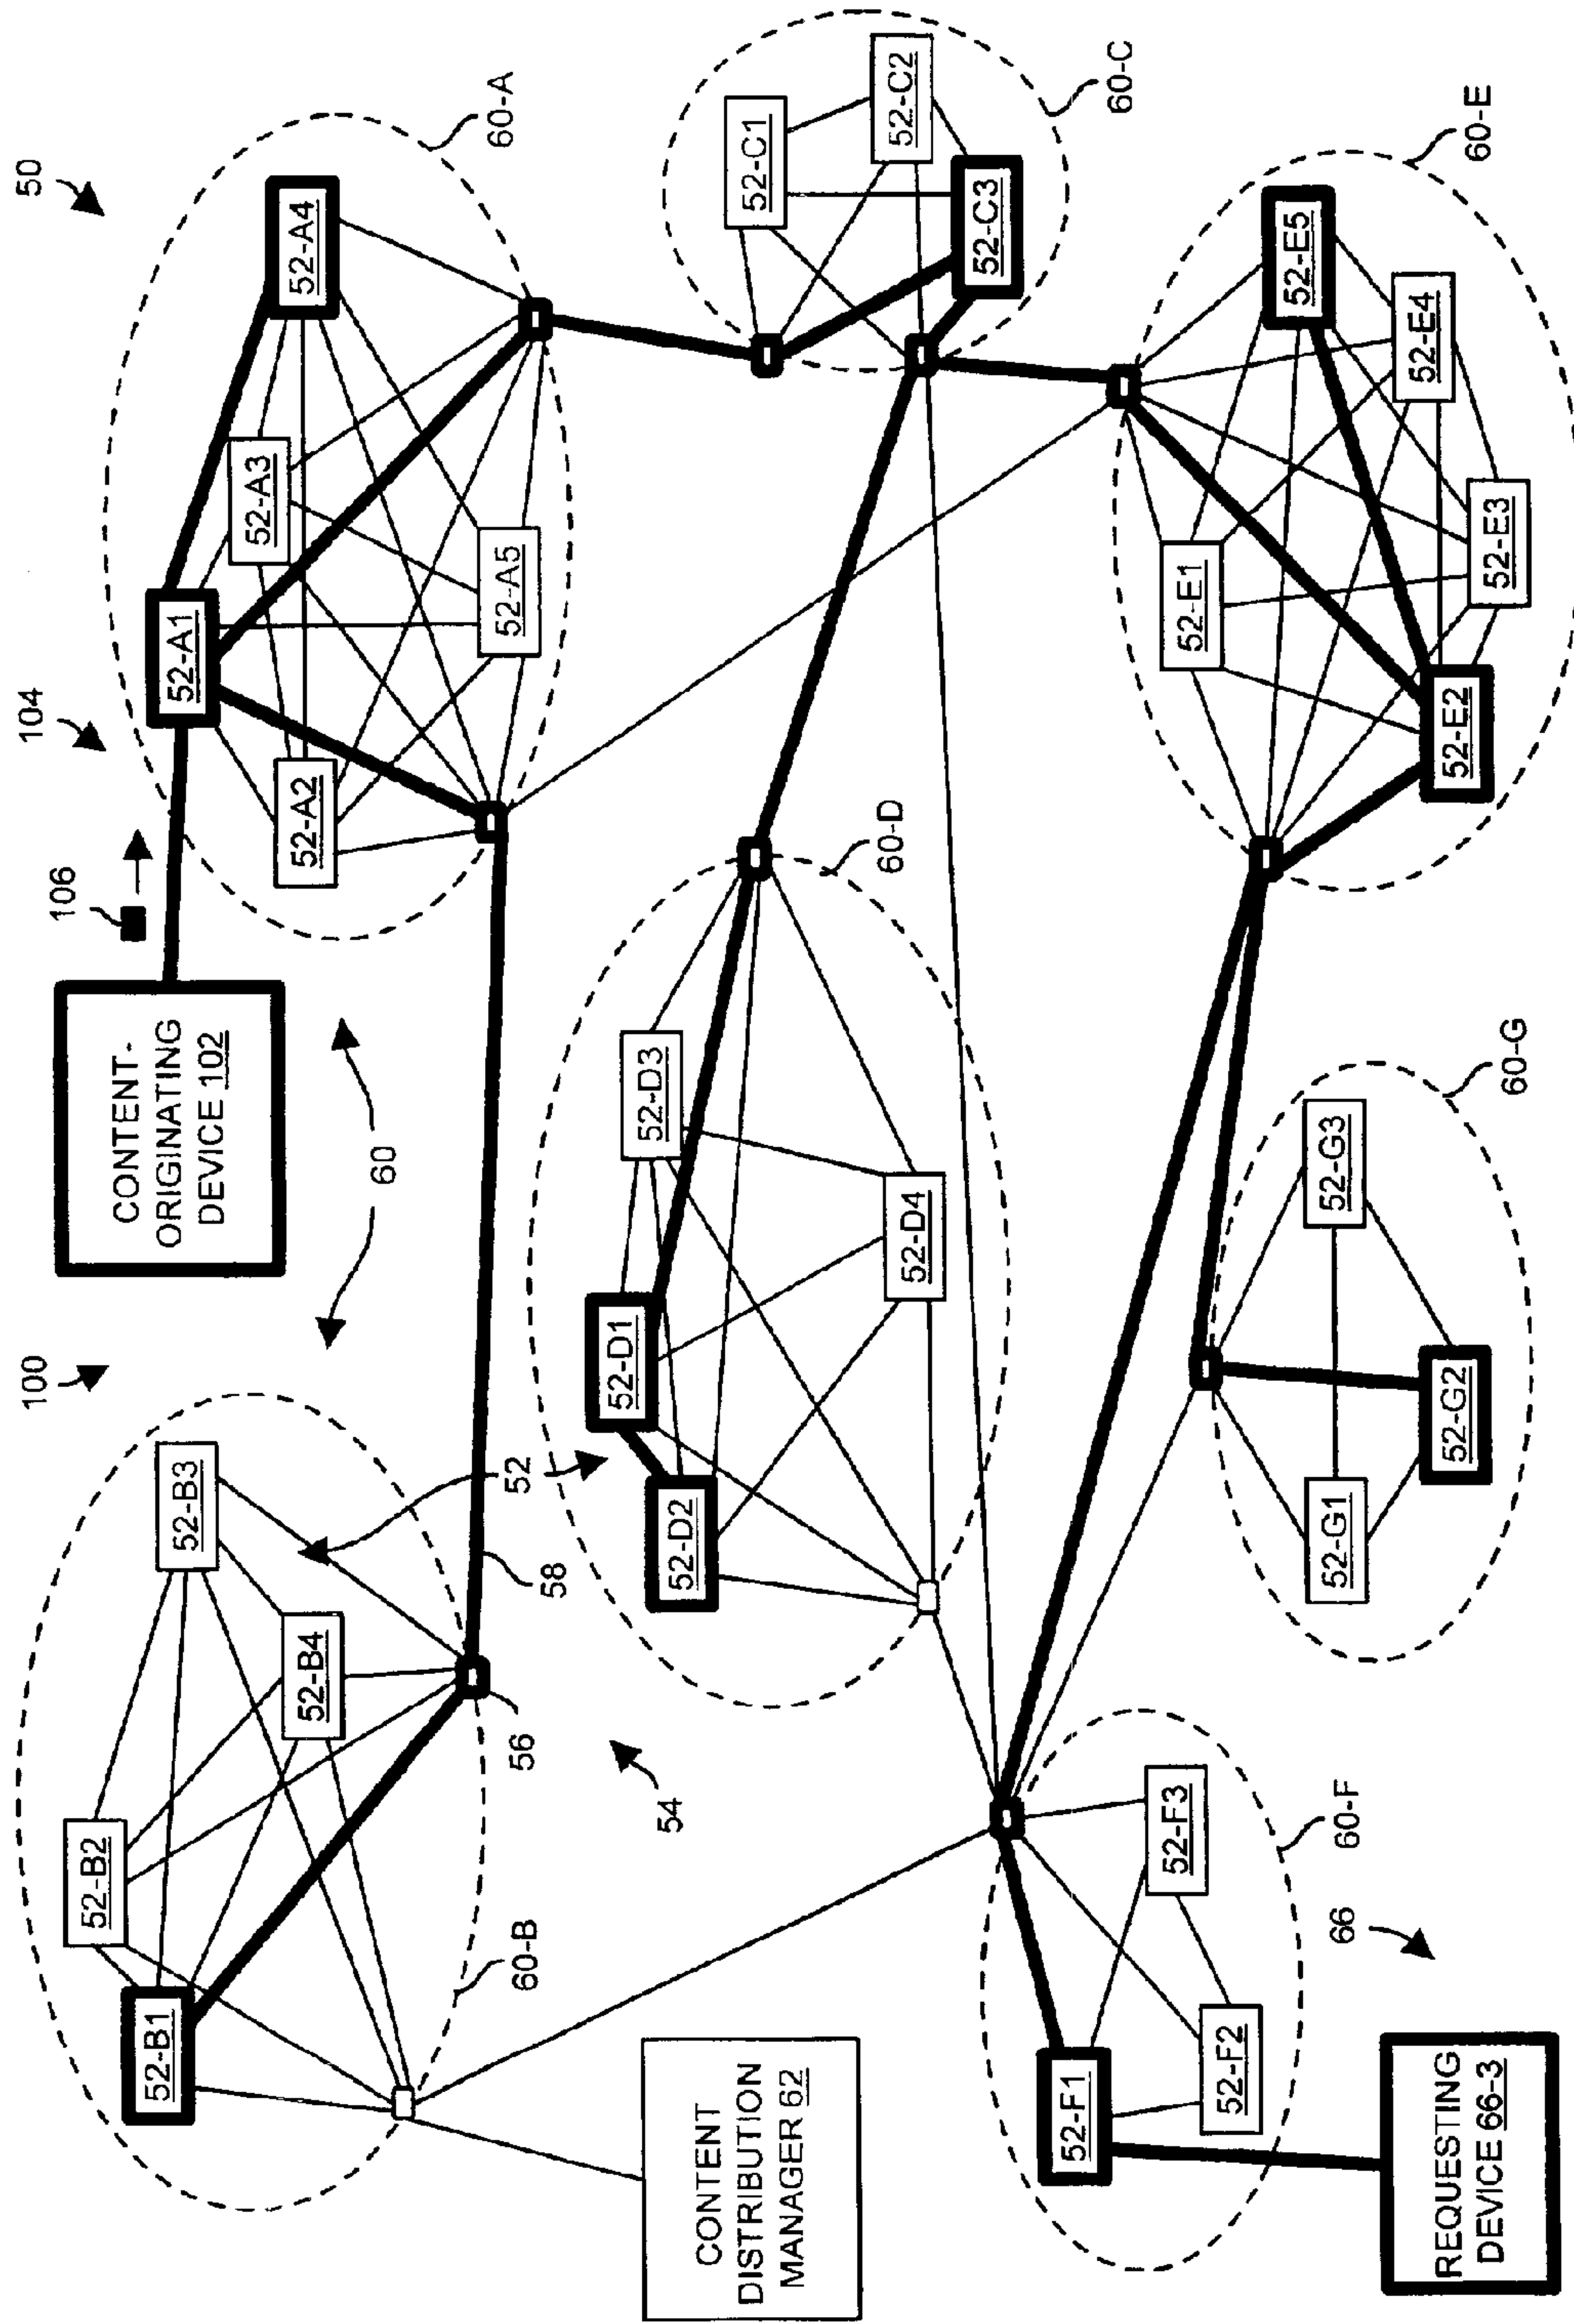 100
104
50
CONTENT-
ORIGINATING
DEVICE 102
106
52-B1
52-B2
52-B3
52-B4
60
52-A1
52-A2
52-A3
52-A4
52-A5
60-A
60-B
56
58
52
54
CONTENT
DISTRIBUTION
MANAGER 62
52-D1
52-D2
52-D3
52-D4
60-D
52-C1
52-C2
52-C3
60-C
52-F1
52-F2
52-F3
60-F
66
REQUESTING
DEVICE 66-3
52-G1
52-G2
52-G3
60-G
52-E1
52-E2
52-E3
52-E4
52-E5
60-E